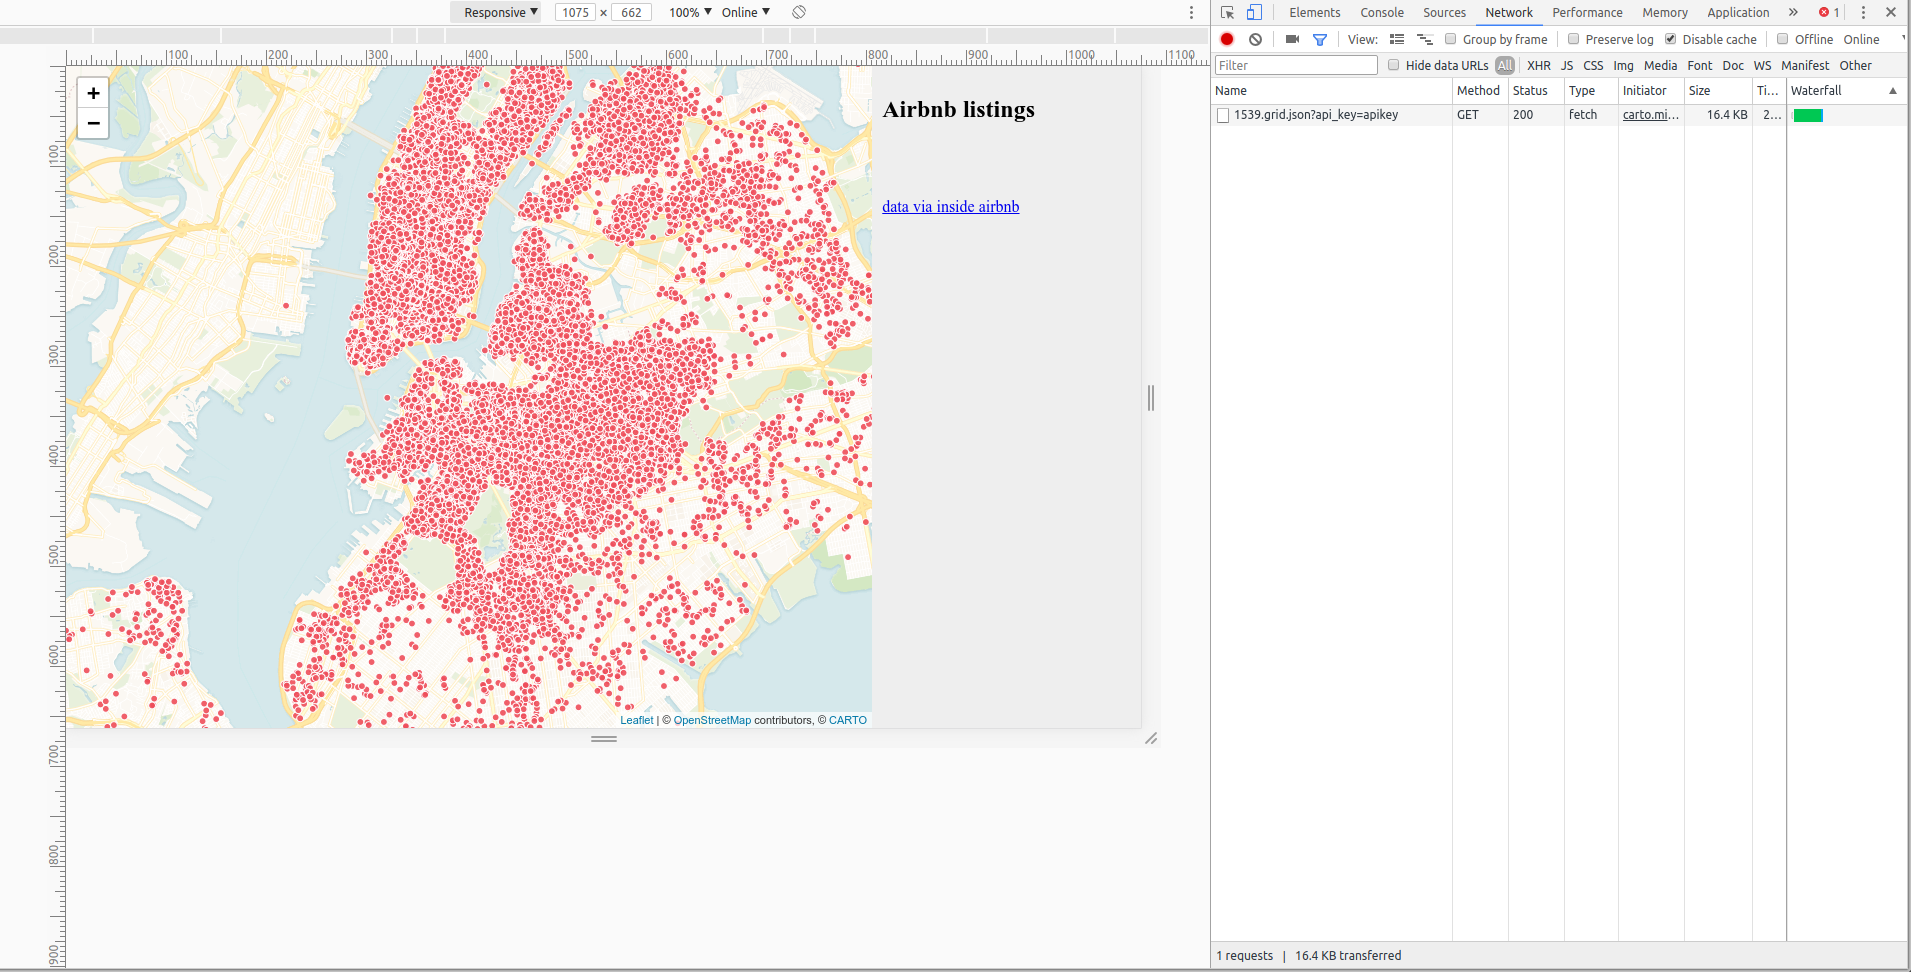 Responsive ▼ 1075 × 662 100% ▼ Online ▼
100 200 300 400 500 600 700 800 900 1000 1100
100
200
300
400
500
600
700
800
900
+
−
Airbnb listings
data via inside airbnb
Leaflet | © OpenStreetMap contributors, © CARTO
Elements Console Sources Network Performance Memory Application » 1
View: Group by frame Preserve log Disable cache Offline Online
Filter Hide data URLs All XHR JS CSS Img Media Font Doc WS Manifest Other
Name Method Status Type Initiator Size Ti… Waterfall ▲
1539.grid.json?api_key=apikey GET 200 fetch carto.mi… 16.4 KB 2…
1 requests | 16.4 KB transferred